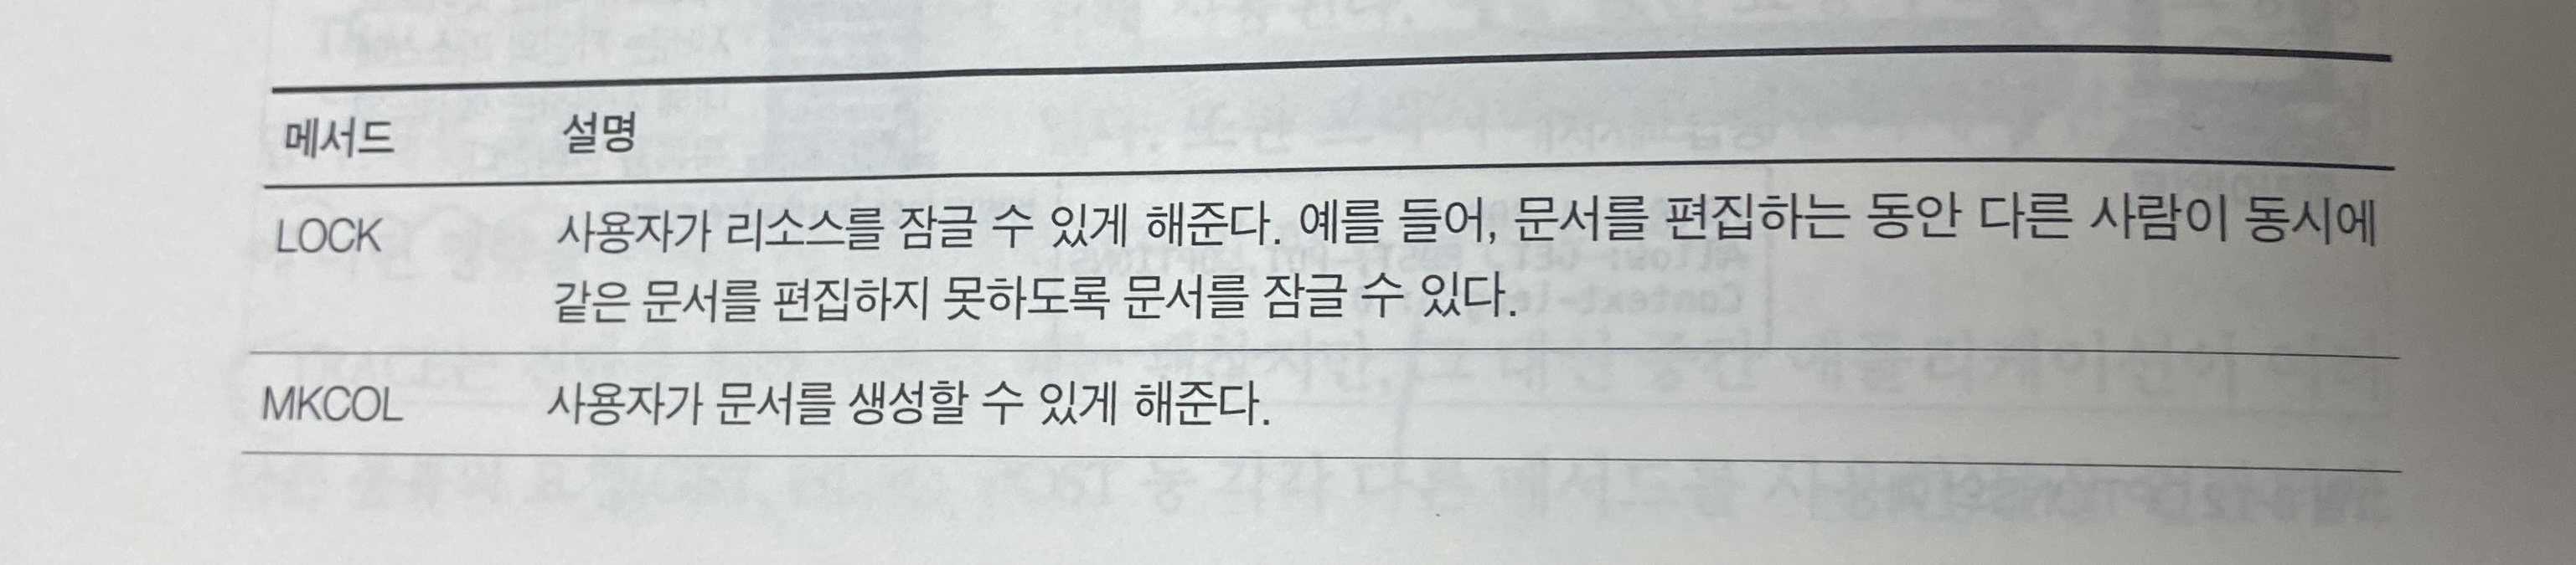 메서드 설명
LOCK 사용자가 리소스를 잠글 수 있게 해준다. 예를 들어, 문서를 편집하는 동안 다른 사람이 동시에
같은 문서를 편집하지 못하도록 문서를 잠글 수 있다.
MKCOL 사용자가 문서를 생성할 수 있게 해준다.